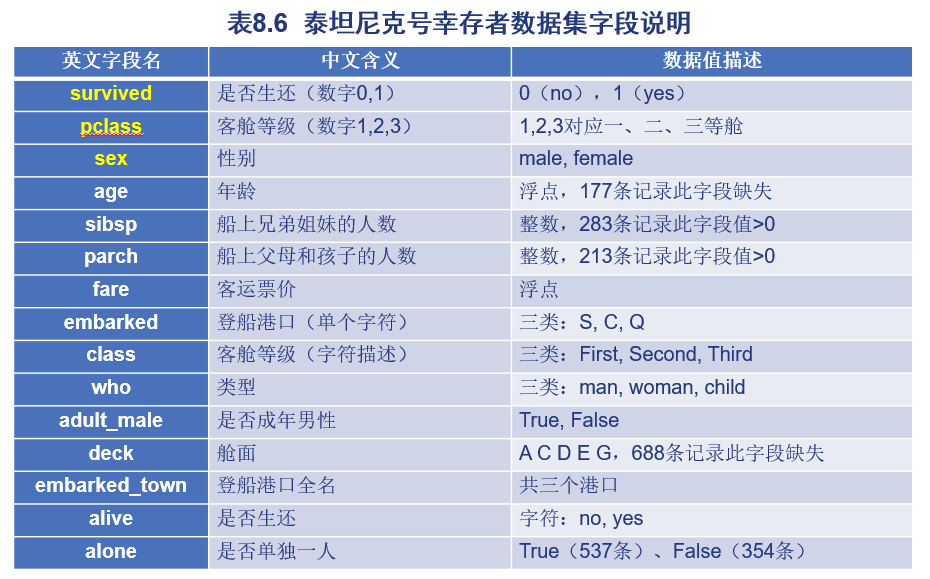 表8.6 泰坦尼克号幸存者数据集字段说明
英文字段名 中文含义 数据值描述
survived 是否生还（数字0,1） 0（no），1（yes）
pclass 客舱等级（数字1,2,3） 1,2,3对应一、二、三等舱
sex 性别 male, female
age 年龄 浮点，177条记录此字段缺失
sibsp 船上兄弟姐妹的人数 整数，283条记录此字段值>0
parch 船上父母和孩子的人数 整数，213条记录此字段值>0
fare 客运票价 浮点
embarked 登船港口（单个字符） 三类：S, C, Q
class 客舱等级（字符描述） 三类：First, Second, Third
who 类型 三类：man, woman, child
adult_male 是否成年男性 True, False
deck 舱面 A C D E G，688条记录此字段缺失
embarked_town 登船港口全名 共三个港口
alive 是否生还 字符：no, yes
alone 是否单独一人 True（537条）、False（354条）